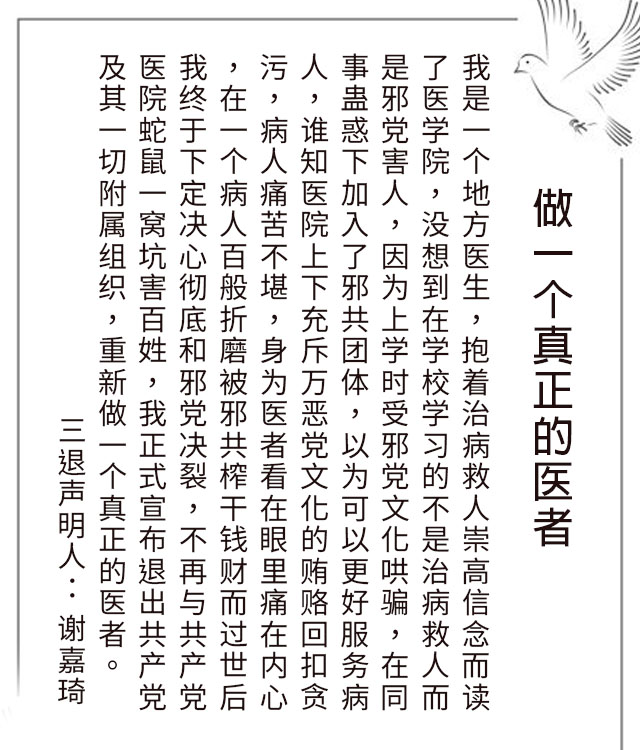 做一个真正的医者
我是一个地方医生，抱着治病救人崇高信念而读
了医学院，没想到在学校学习的不是治病救人而
是邪党害人，因为上学时受邪党文化哄骗，在同
事蛊惑下加入了邪共团体，以为可以更好服务病
人，谁知医院上下充斥万恶党文化的贿赂回扣贪
污，病人痛苦不堪，身为医者看在眼里痛在内心
，在一个病人百般折磨被邪共榨干钱财而过世后
我终于下定决心彻底和邪党决裂，不再与共产党
医院蛇鼠一窝坑害百姓，我正式宣布退出共产党
及其一切附属组织，重新做一个真正的医者。
三退声明人：谢嘉琦